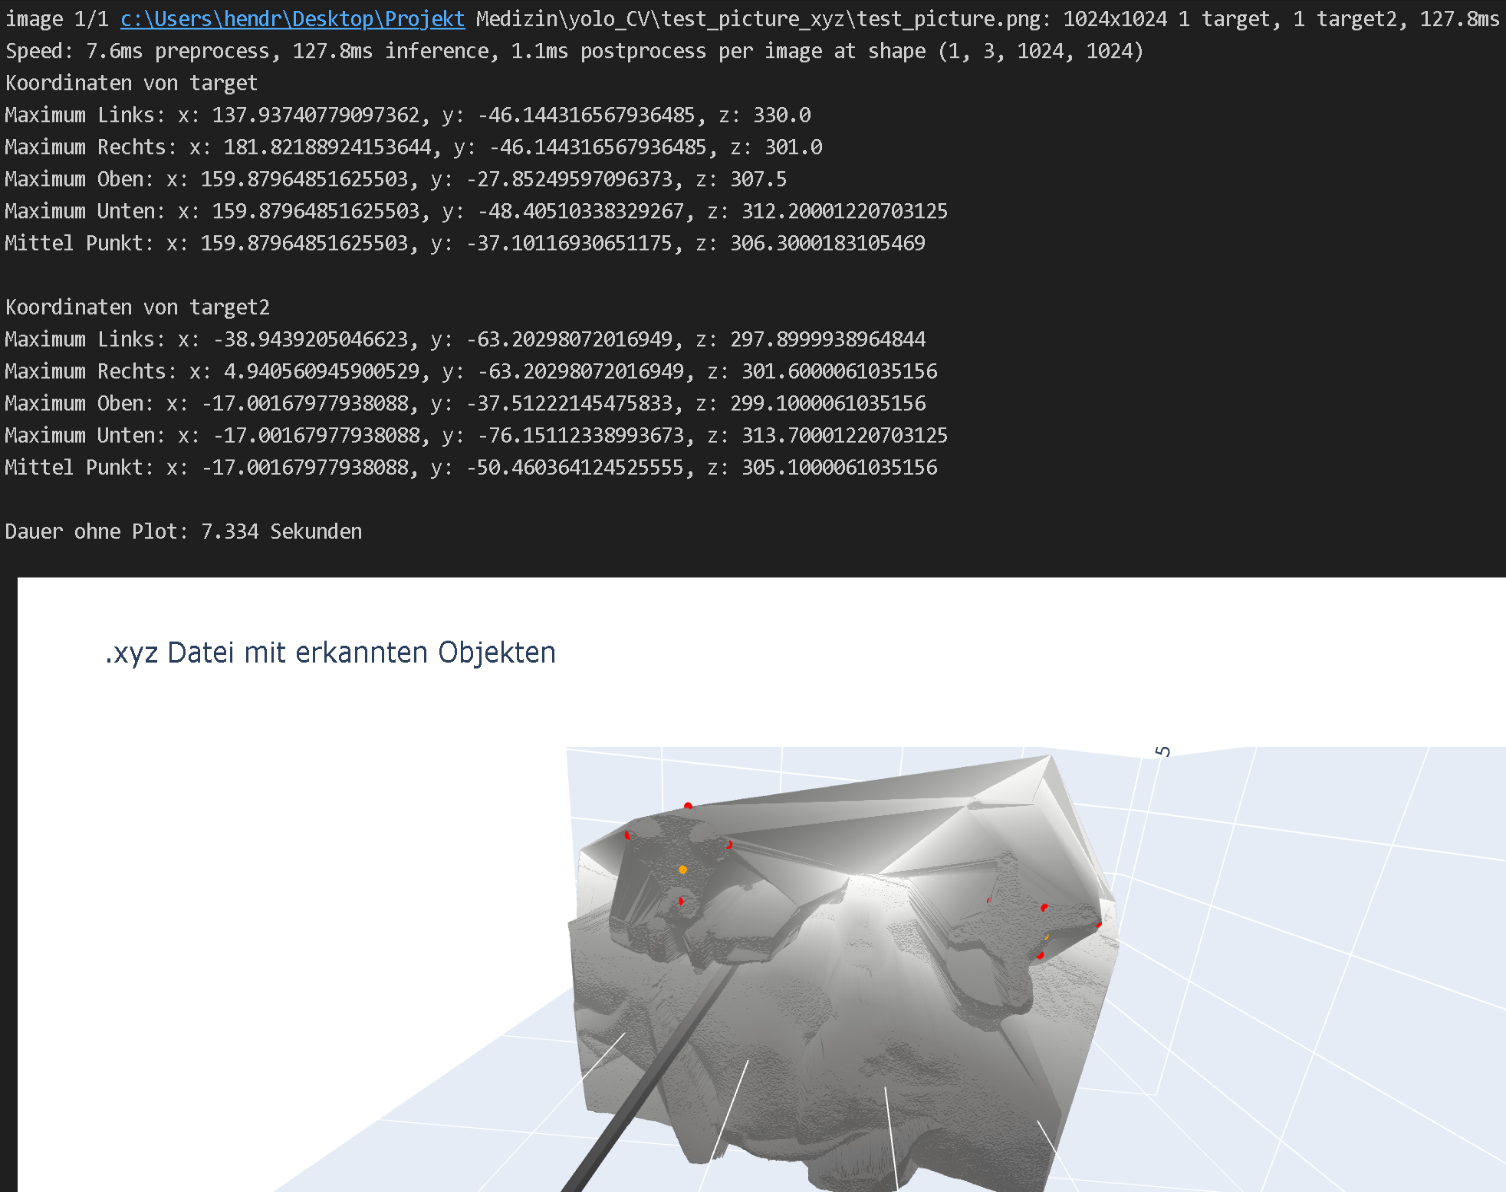 image 1/1 c:\Users\hendr\Desktop\Projekt Medizin\yolo_CV\test_picture_xyz\test_picture.png: 1024x1024 1 target, 1 target2, 127.8ms
Speed: 7.6ms preprocess, 127.8ms inference, 1.1ms postprocess per image at shape (1, 3, 1024, 1024)
Koordinaten von target
Maximum Links: x: 137.93740779097362, y: -46.144316567936485, z: 330.0
Maximum Rechts: x: 181.82188924153644, y: -46.144316567936485, z: 301.0
Maximum Oben: x: 159.87964851625503, y: -27.85249597096373, z: 307.5
Maximum Unten: x: 159.87964851625503, y: -48.40510338329267, z: 312.20001220703125
Mittel Punkt: x: 159.87964851625503, y: -37.10116930651175, z: 306.3000183105469
Koordinaten von target2
Maximum Links: x: -38.9439205046623, y: -63.20298072016949, z: 297.8999938964844
Maximum Rechts: x: 4.940560945900529, y: -63.20298072016949, z: 301.6000061035156
Maximum Oben: x: -17.00167977938088, y: -37.51222145475833, z: 299.1000061035156
Maximum Unten: x: -17.00167977938088, y: -76.15112338993673, z: 313.70001220703125
Mittel Punkt: x: -17.00167977938088, y: -50.460364124525555, z: 305.1000061035156
Dauer ohne Plot: 7.334 Sekunden
.xyz Datei mit erkannten Objekten
5